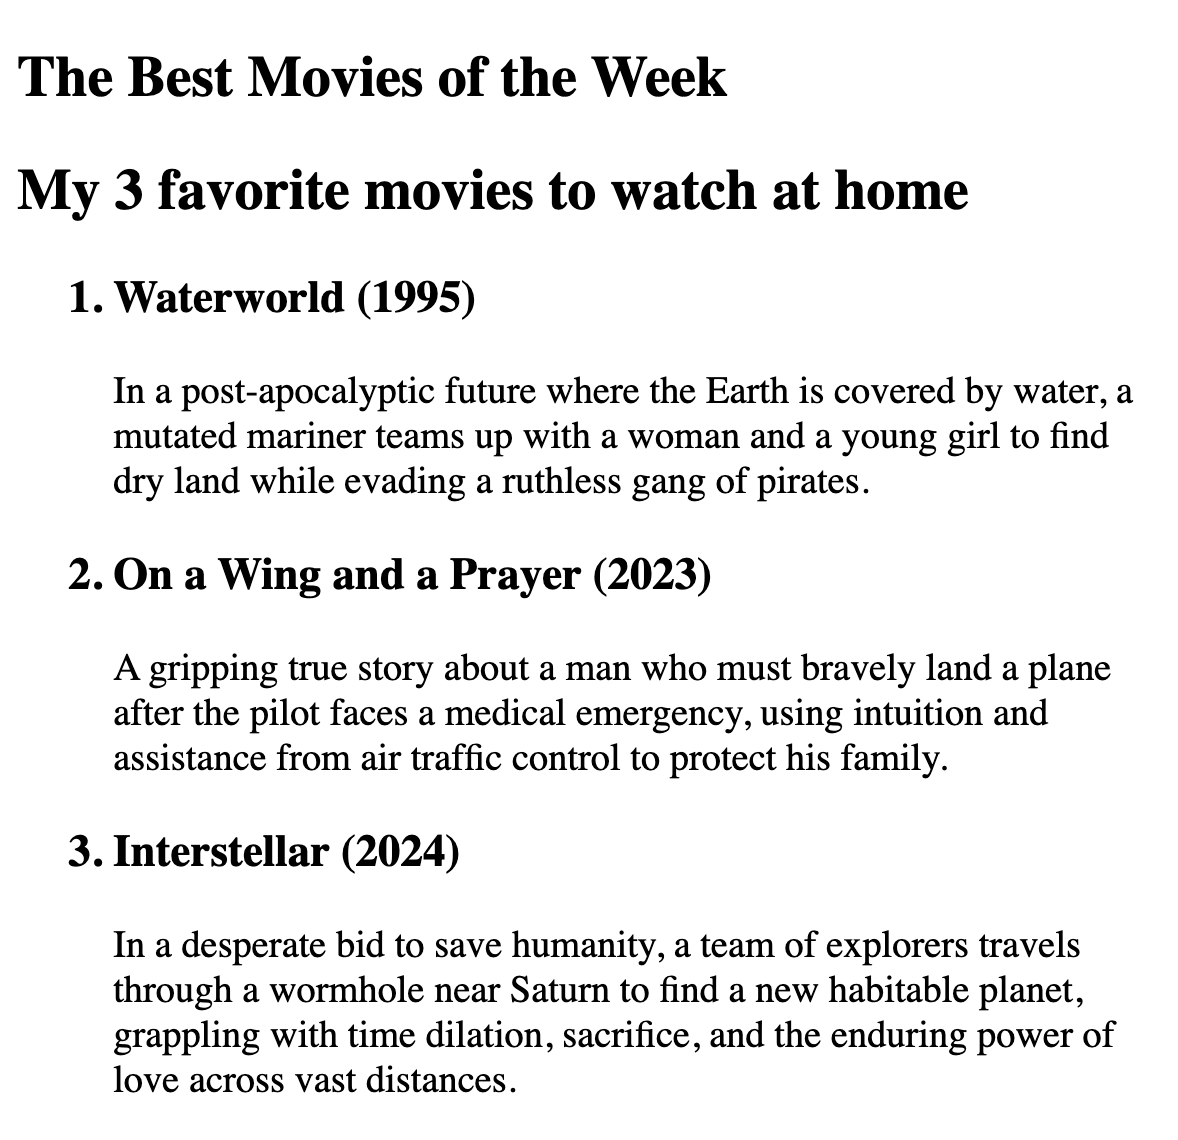 The Best Movies of the Week
My 3 favorite movies to watch at home
1. Waterworld (1995)
In a post-apocalyptic future where the Earth is covered by water, a
mutated mariner teams up with a woman and a young girl to find
dry land while evading a ruthless gang of pirates.
2. On a Wing and a Prayer (2023)
A gripping true story about a man who must bravely land a plane
after the pilot faces a medical emergency, using intuition and
assistance from air traffic control to protect his family.
3. Interstellar (2024)
In a desperate bid to save humanity, a team of explorers travels
through a wormhole near Saturn to find a new habitable planet,
grappling with time dilation, sacrifice, and the enduring power of
love across vast distances.